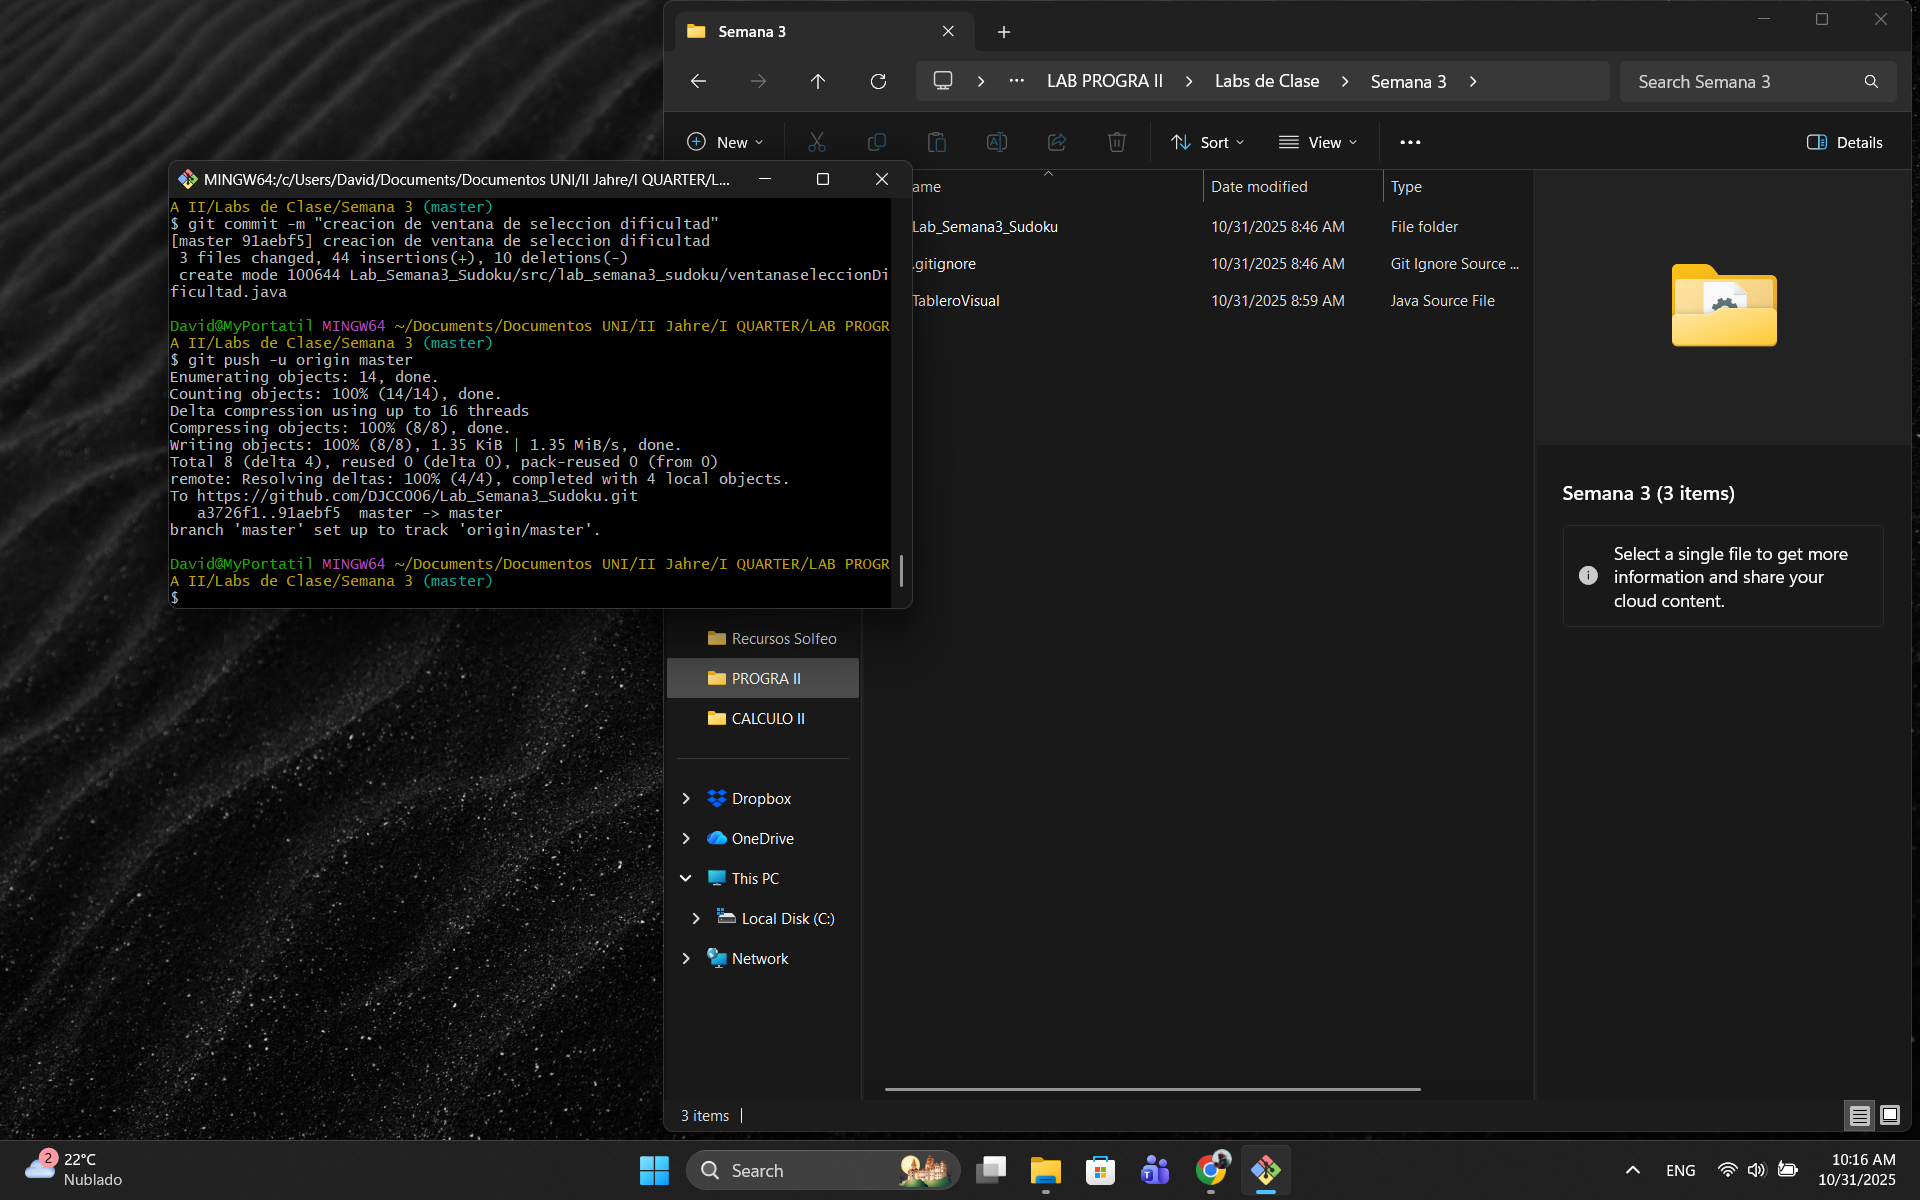 Semana 3
LAB PROGRA II
Labs de Clase
Semana 3
Search Semana 3
New
Sort
View
Details
MINGW64:/c/Users/David/Documents/Documentos UNI/II Jahre/I QUARTER/L...
A II/Labs de Clase/Semana 3 (master)
$ git commit -m "creacion de ventana de seleccion dificultad"
[master 91aebf5] creacion de ventana de seleccion dificultad
3 files changed, 44 insertions(+), 10 deletions(-)
create mode 100644 Lab_Semana3_Sudoku/src/lab_semana3_sudoku/ventanaseleccionDi
ficultad.java
David@MyPortatil MINGW64 ~/Documents/Documentos UNI/II Jahre/I QUARTER/LAB PROGR
A II/Labs de Clase/Semana 3 (master)
$ git push -u origin master
Enumerating objects: 14, done.
Counting objects: 100% (14/14), done.
Delta compression using up to 16 threads
Compressing objects: 100% (8/8), done.
Writing objects: 100% (8/8), 1.35 KiB | 1.35 MiB/s, done.
Total 8 (delta 4), reused 0 (delta 0), pack-reused 0 (from 0)
remote: Resolving deltas: 100% (4/4), completed with 4 local objects.
To https://github.com/DJCC006/Lab_Semana3_Sudoku.git
a3726f1..91aebf5  master -> master
branch 'master' set up to track 'origin/master'.
David@MyPortatil MINGW64 ~/Documents/Documentos UNI/II Jahre/I QUARTER/LAB PROGR
A II/Labs de Clase/Semana 3 (master)
$
ame
Date modified
Type
Lab_Semana3_Sudoku
10/31/2025 8:46 AM
File folder
.gitignore
10/31/2025 8:46 AM
Git Ignore Source ...
TableroVisual
10/31/2025 8:59 AM
Java Source File
Semana 3 (3 items)
Select a single file to get more
information and share your
cloud content.
Recursos Solfeo
PROGRA II
CALCULO II
Dropbox
OneDrive
This PC
Local Disk (C:)
Network
3 items
2
22°C
Nublado
Search
ENG
10:16 AM
10/31/2025